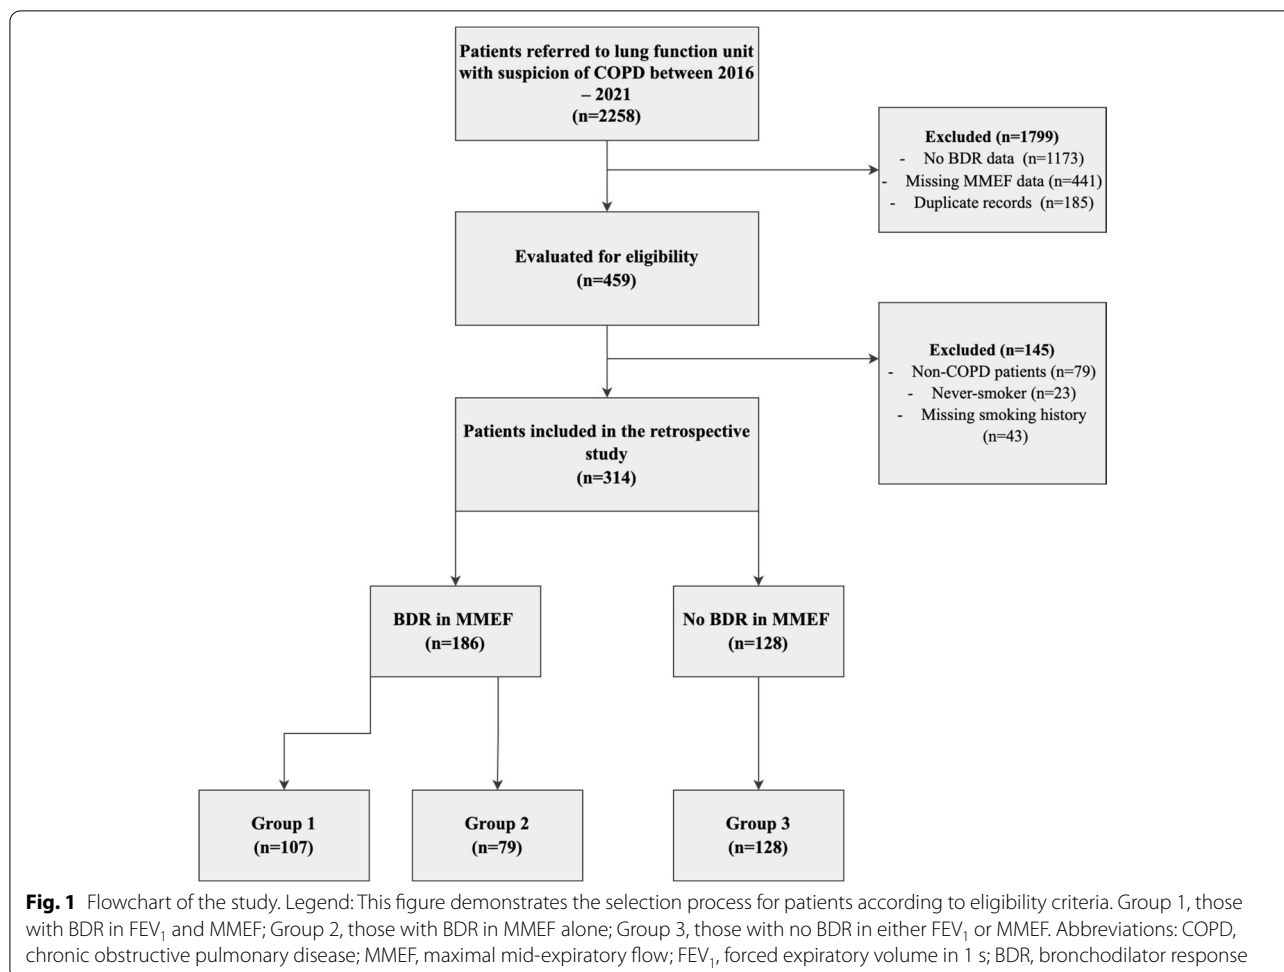 Patients referred to lung function unit
with suspicion of COPD between 2016
– 2021
(n=2258)
Excluded (n=1799)
- No BDR data (n=1173)
- Missing MMEF data (n=441)
- Duplicate records (n=185)
Evaluated for eligibility
(n=459)
Excluded (n=145)
- Non-COPD patients (n=79)
- Never-smoker (n=23)
- Missing smoking history
(n=43)
Patients included in the retrospective
study
(n=314)
BDR in MMEF
(n=186)
No BDR in MMEF
(n=128)
Group 1
(n=107)
Group 2
(n=79)
Group 3
(n=128)
Fig. 1 Flowchart of the study. Legend: This figure demonstrates the selection process for patients according to eligibility criteria. Group 1, those
with BDR in FEV₁ and MMEF; Group 2, those with BDR in MMEF alone; Group 3, those with no BDR in either FEV₁ or MMEF. Abbreviations: COPD,
chronic obstructive pulmonary disease; MMEF, maximal mid-expiratory flow; FEV₁, forced expiratory volume in 1 s; BDR, bronchodilator response